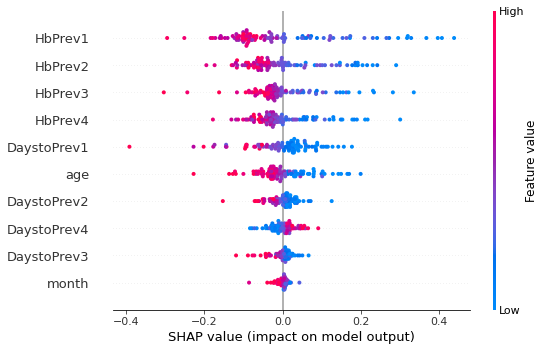 High
HbPrev1
HbPrev2
HbPrev3
HbPrev4
DaystoPrev1
age
DaystoPrev2
DaystoPrev4
DaystoPrev3
month
Feature value
Low
−0.4 −0.2 0.0 0.2 0.4
SHAP value (impact on model output)